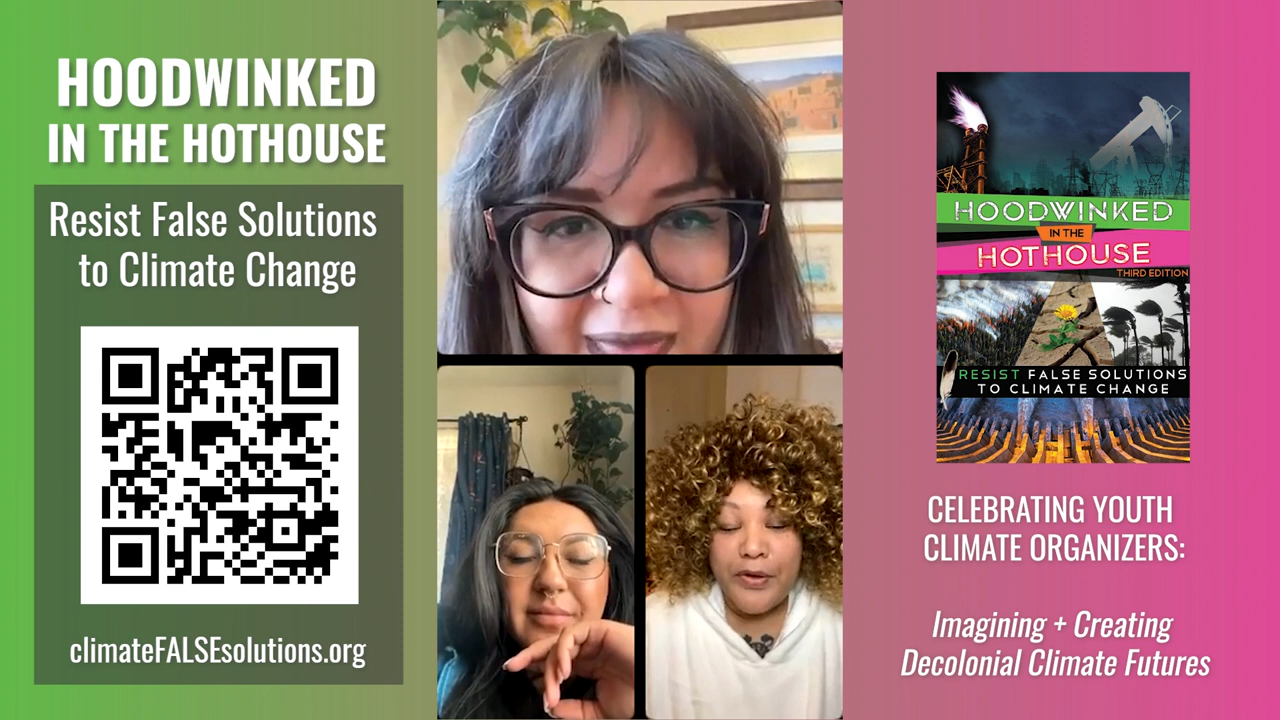 HOODWINKED
IN THE HOTHOUSE
Resist False Solutions
to Climate Change
climateFALSEsolutions.org
HOODWINKED
IN THE
HOTHOUSE
THIRD EDITION
RESIST FALSE SOLUTIONS
TO CLIMATE CHANGE
CELEBRATING YOUTH
CLIMATE ORGANIZERS:
Imagining + Creating
Decolonial Climate Futures